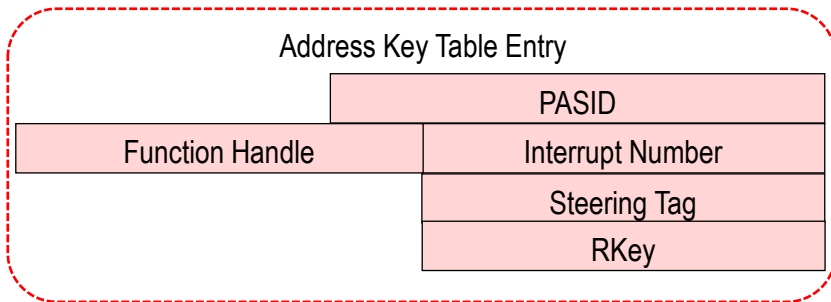 Address Key Table Entry
PASID
Function Handle Interrupt Number
Steering Tag
RKey